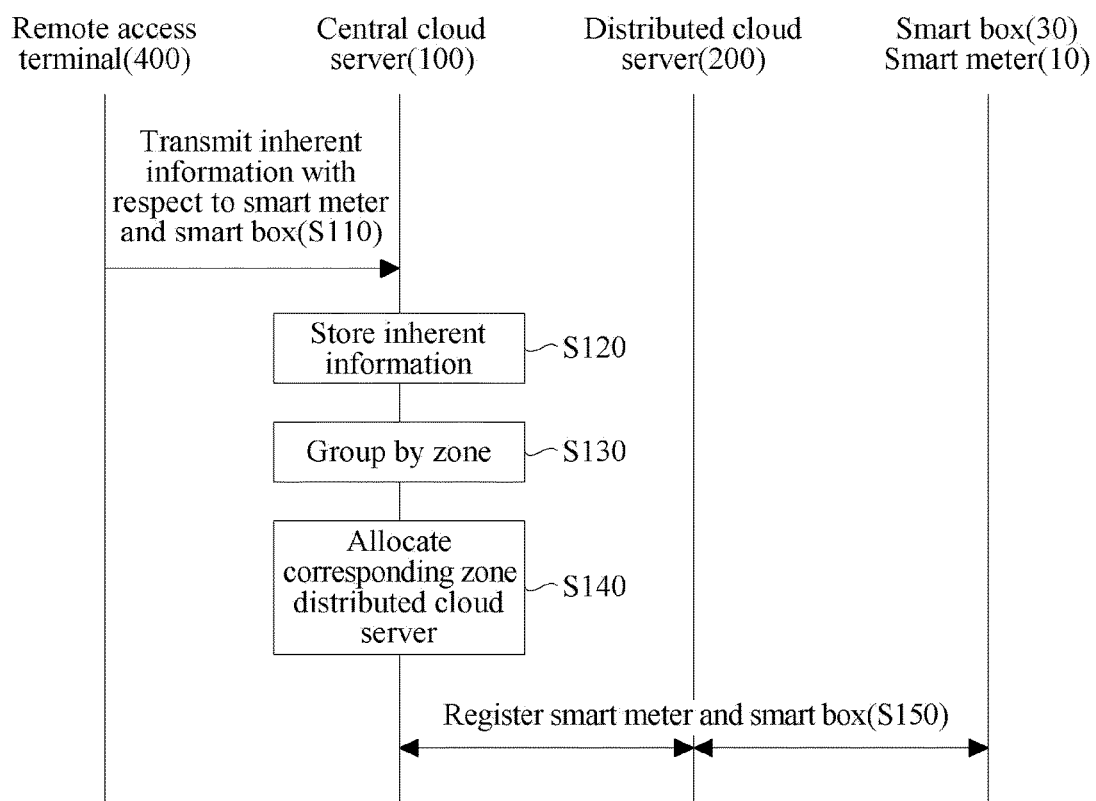 Remote access
terminal(400)
Central cloud
server(100)
Distributed cloud
server(200)
Smart box(30)
Smart meter(10)
Transmit inherent
information with
respect to smart meter
and smart box(S110)
Store inherent
information
S120
Group by zone
S130
Allocate
corresponding zone
distributed cloud
server
S140
Register smart meter and smart box(S150)